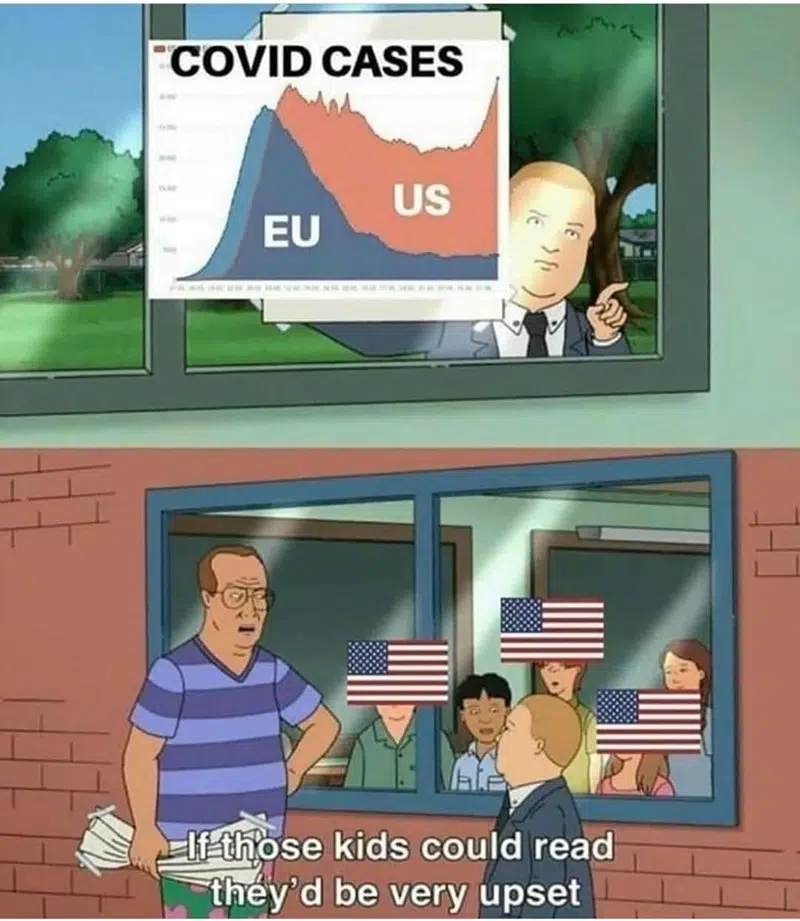 COVID CASES
US
EU
If those kids could read
they'd be very upset